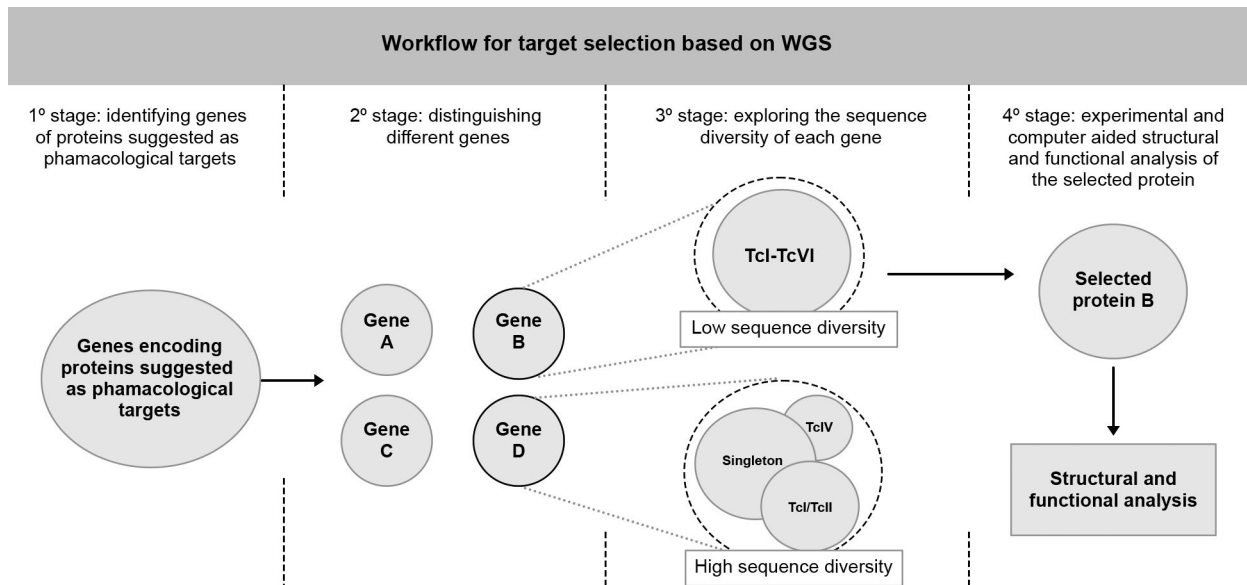 Workflow for target selection based on WGS
1º stage: identifying genes
of proteins suggested as
phamacological targets
2º stage: distinguishing
different genes
3º stage: exploring the sequence
diversity of each gene
4º stage: experimental and
computer aided structural
and functional analysis of
the selected protein
Genes encoding
proteins suggested
as phamacological
targets
Gene
A
Gene
B
Gene
C
Gene
D
TcI-TcVI
Low sequence diversity
TcIV
Singleton
TcI/TcII
High sequence diversity
Selected
protein B
Structural and
functional analysis